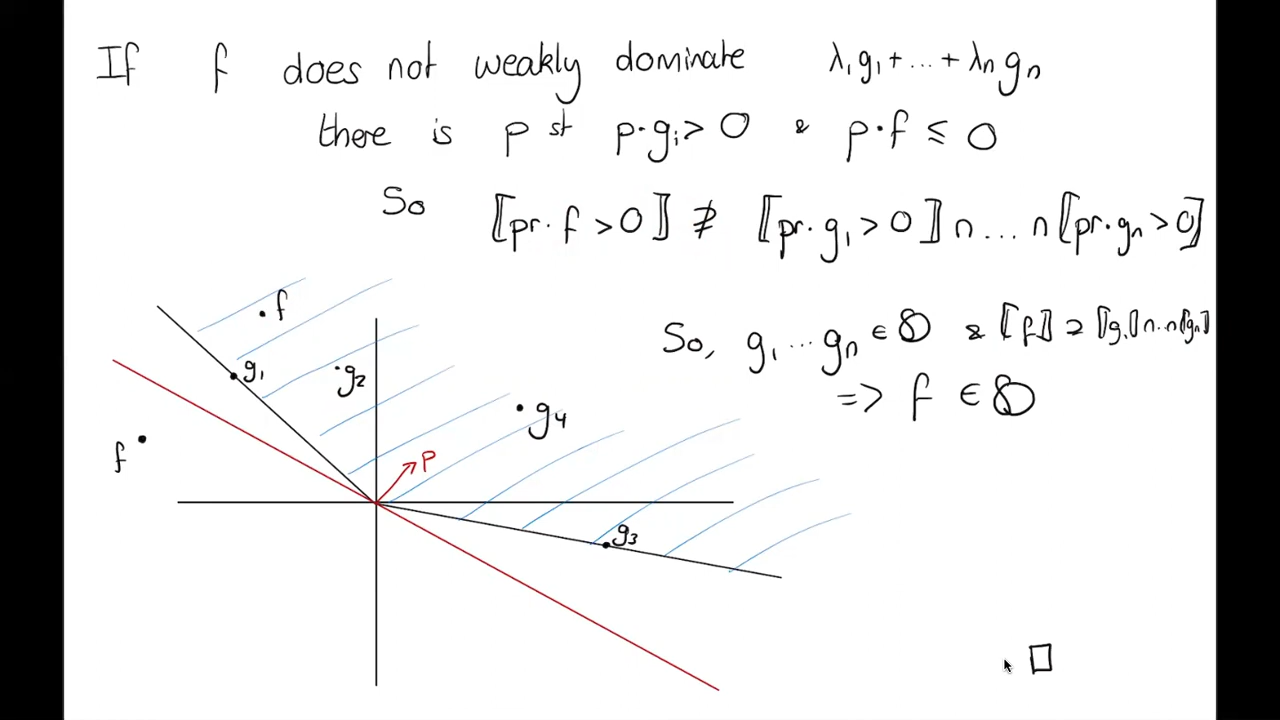 If f does not weakly dominate λ₁g₁ + ... + λₙgₙ
there is p st p·gᵢ > 0 & p·f ≤ 0
So ⟦pr·f > 0⟧ ⊉ ⟦pr·g₁ > 0⟧ ∩ ... ∩ ⟦pr·gₙ > 0⟧
So, g₁ ... gₙ ∈ 𝔇 & ⟦f⟧ ⊇ ⟦g₁⟧ ∩ ... ∩ ⟦gₙ⟧
=> f ∈ 𝔇
f
g₁
g₂
g₄
f
p
g₃
□